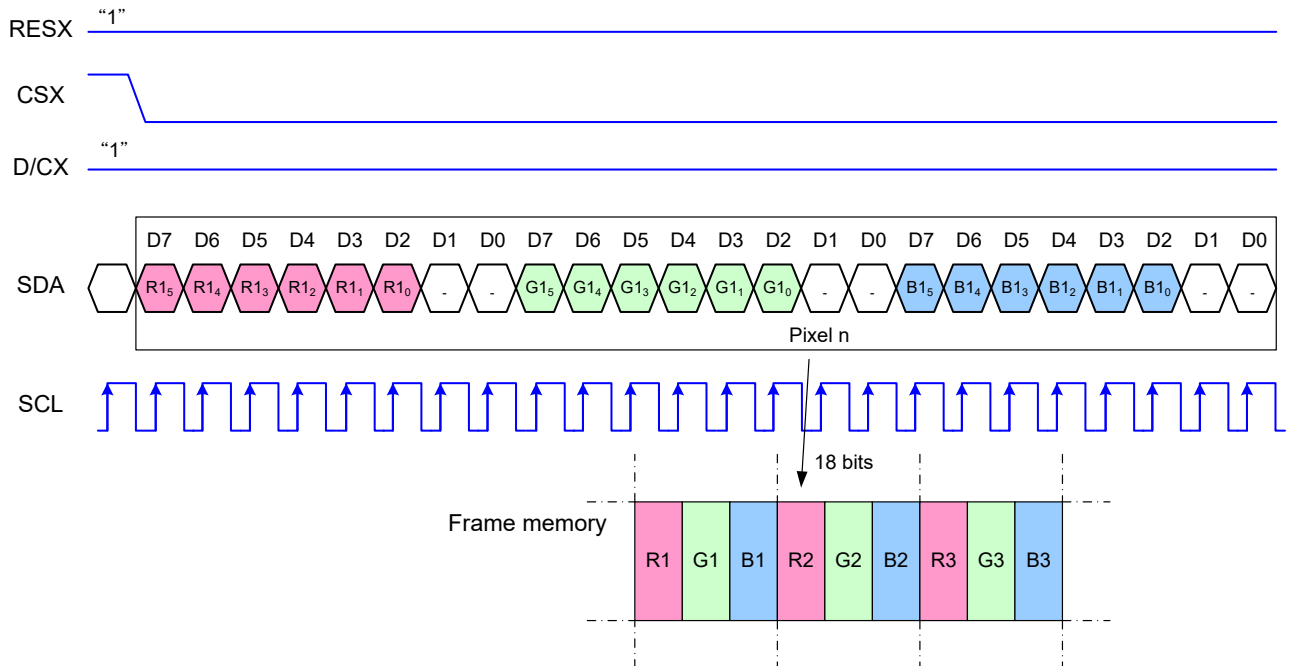 “1”
RESX
CSX
“1”
D/CX
D7 D6 D5 D4 D3 D2 D1 D0 D7 D6 D5 D4 D3 D2 D1 D0 D7 D6 D5 D4 D3 D2 D1 D0
SDA R1₅ R1₄ R1₃ R1₂ R1₁ R1₀ - - G1₅ G1₄ G1₃ G1₂ G1₁ G1₀ - - B1₅ B1₄ B1₃ B1₂ B1₁ B1₀ - -
Pixel n
SCL
18 bits
Frame memory
R1 G1 B1 R2 G2 B2 R3 G3 B3